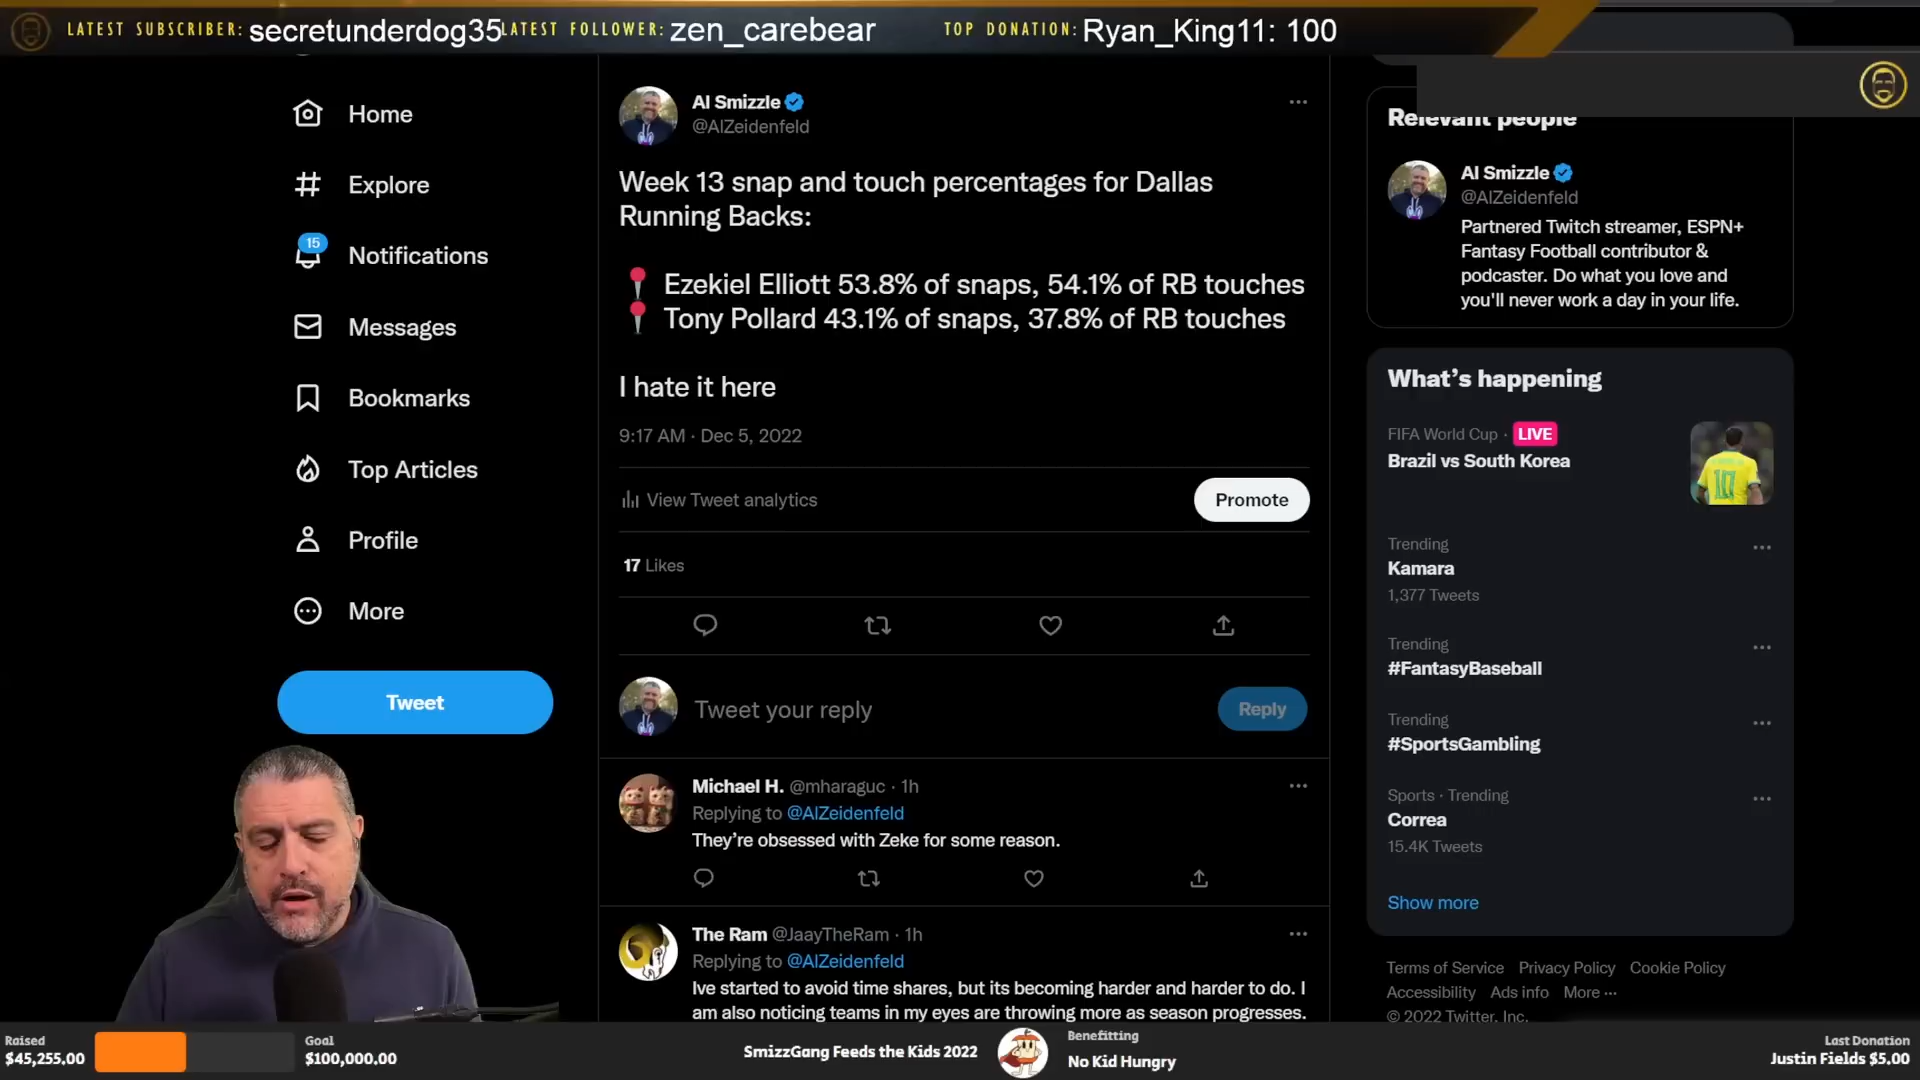 LATEST SUBSCRIBER: secretunderdog35
LATEST FOLLOWER: zen_carebear
TOP DONATION: Ryan_King11: 100
Home
Explore
15
Notifications
Messages
Bookmarks
Top Articles
Profile
More
Tweet
Al Smizzle
@AlZeidenfeld
Week 13 snap and touch percentages for Dallas
Running Backs:
📍 Ezekiel Elliott 53.8% of snaps, 54.1% of RB touches
📍 Tony Pollard 43.1% of snaps, 37.8% of RB touches
I hate it here
9:17 AM · Dec 5, 2022
View Tweet analytics
Promote
17 Likes
Tweet your reply
Reply
Michael H. @mharaguc · 1h
Replying to @AlZeidenfeld
They're obsessed with Zeke for some reason.
The Ram @JaayTheRam · 1h
Replying to @AlZeidenfeld
Ive started to avoid time shares, but its becoming harder and harder to do. I
am also noticing teams in my eyes are throwing more as season progresses.
Relevant people
Al Smizzle
@AlZeidenfeld
Partnered Twitch streamer, ESPN+
Fantasy Football contributor &
podcaster. Do what you love and
you'll never work a day in your life.
What's happening
FIFA World Cup · LIVE
Brazil vs South Korea
10
Trending
Kamara
1,377 Tweets
Trending
#FantasyBaseball
Trending
#SportsGambling
Sports · Trending
Correa
15.4K Tweets
Show more
Terms of Service Privacy Policy Cookie Policy
Accessibility Ads info More ···
© 2022 Twitter, Inc.
Raised
$45,255.00
Goal
$100,000.00
SmizzGang Feeds the Kids 2022
Benefitting
No Kid Hungry
Last Donation
Justin Fields $5.00